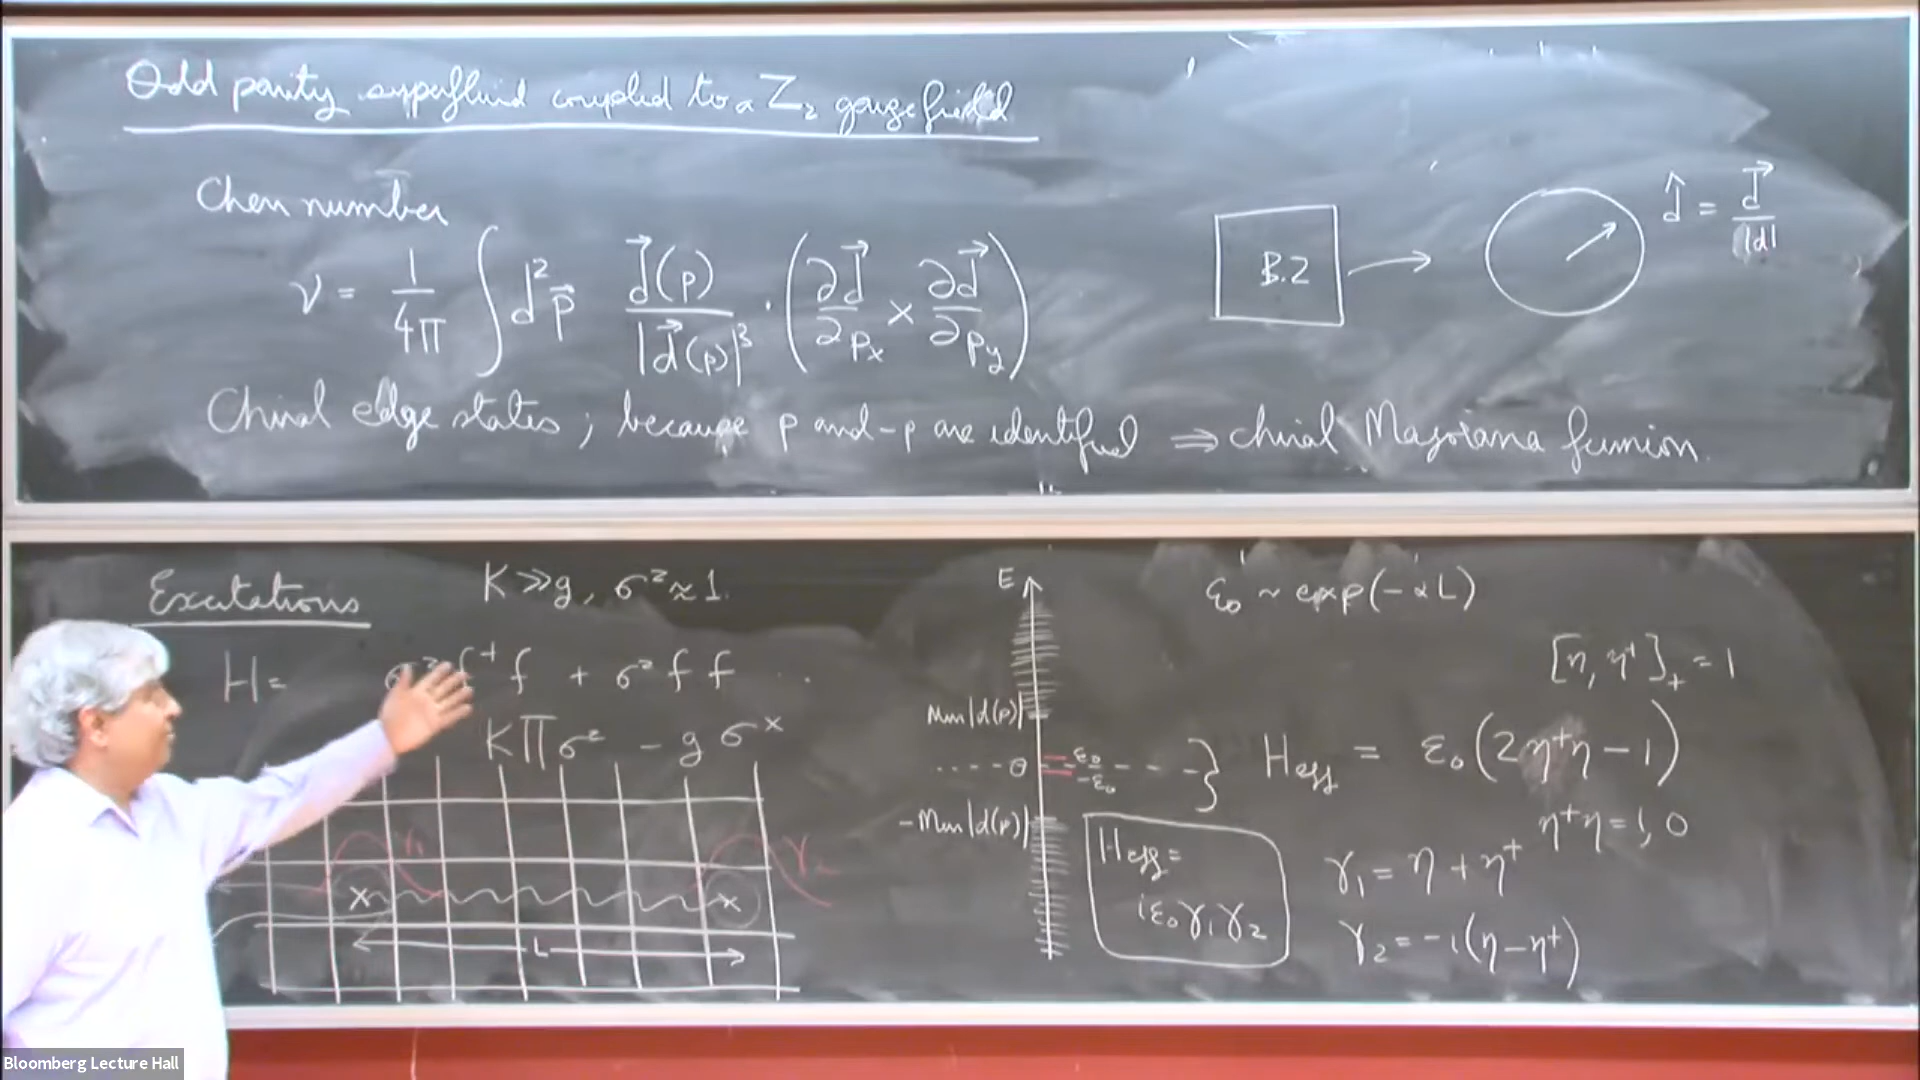 Odd parity superfluid coupled to a Z₂ gauge field
Chern number
ν = 1/4π ∫ d²p⃗ d⃗(p)/|d⃗(p)|³ · (∂d⃗/∂pₓ × ∂d⃗/∂p_y)
B.Z
d̂ = d⃗/|d|
Chiral edge states ; because p and -p are identified ⇒ chiral Majorana fermion.
Excitations
K ≫ g, σᶻ ≈ 1.
H = σᶻ f⁺ f + σᶻ f f ..
K Π σᶻ - g σˣ
γ₁
γ
x
x
L
E
Min|d(p)|
0
ε₀
-ε₀
-Min|d(p)|
ε₀ ~ exp(-αL)
[η, η⁺]₊ = 1
H_eff = ε₀(2η⁺η - 1)
η⁺η = 1, 0
H_eff =
iε₀γ₁γ₂
γ₁ = η + η⁺
γ₂ = -i(η - η⁺)
Bloomberg Lecture Hall